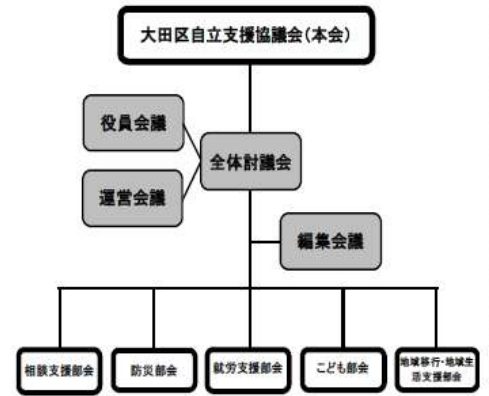 大田区自立支援協議会(本会)
役員会議
全体討議会
運営会議
編集会議
相談支援部会
防災部会
就労支援部会
こども部会
地域移行・地域生
活支援部会